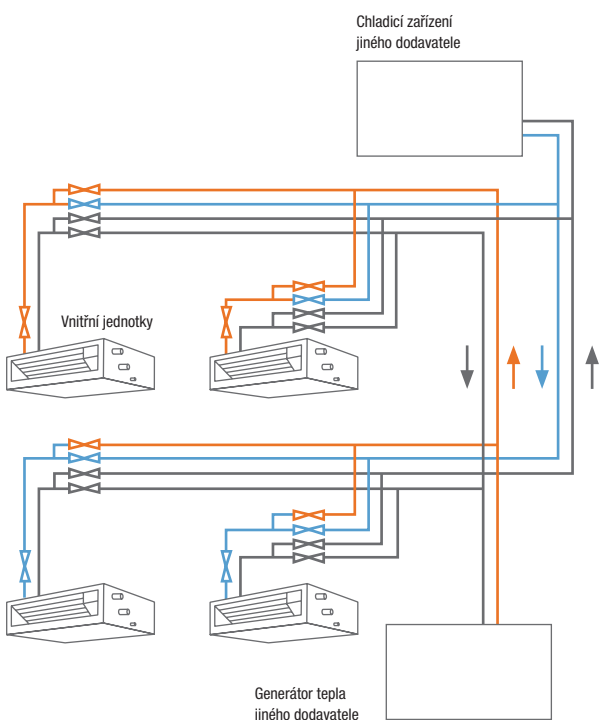 Chladicí zařízení
jiného dodavatele
Vnitřní jednotky
Generátor tepla
jiného dodavatele